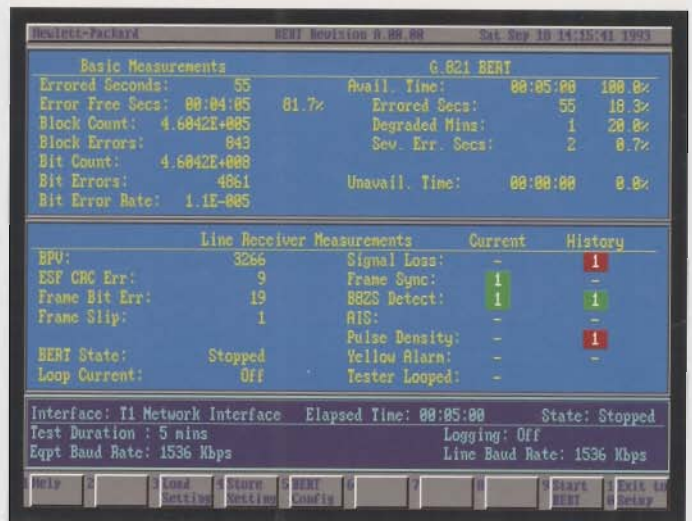 Hewlett-Packard BERT Revision A.00.00 Sat Sep 18 14:15:41 1993
Basic Measurements
Errored Seconds: 55
Error Free Secs: 00:04:05 81.7%
Block Count: 4.6042E+005
Block Errors: 843
Bit Count: 4.6042E+008
Bit Errors: 4861
Bit Error Rate: 1.1E-005
G.821 BERT
Avail. Time: 00:05:00 100.0%
Errored Secs: 55 18.3%
Degraded Mins: 1 20.0%
Sev. Err. Secs: 2 0.7%
Unavail. Time: 00:00:00 0.0%
Line Receiver Measurements Current History
BPV: 3266
ESF CRC Err: 9
Frame Bit Err: 19
Frame Slip: 1
BERT State: Stopped
Loop Current: Off
Signal Loss: - 1
Frame Sync: 1 -
B8ZS Detect: 1 1
AIS: - -
Pulse Density: - 1
Yellow Alarm: - -
Tester Looped: -
Interface: T1 Network Interface Elapsed Time: 00:05:00 State: Stopped
Test Duration : 5 mins Logging: Off
Eqpt Baud Rate: 1536 Kbps Line Baud Rate: 1536 Kbps
1 Help 2 3 Load Setting 4 Store Setting 5 BERT Config 6 7 8 9 Start BERT 10 Exit to Setup